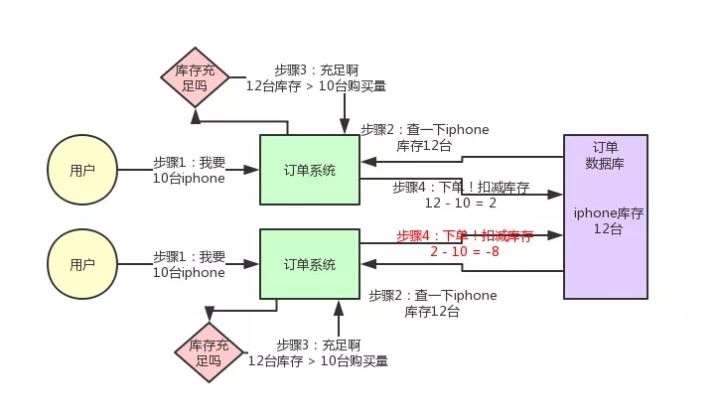 库存充
足吗
步骤3：充足啊
12台库存 > 10台购买量
步骤2：查一下iphone
库存12台
用户
步骤1：我要
10台iphone
订单系统
步骤4：下单！扣减库存
12 - 10 = 2
订单
数据库
iphone库存
12台
用户
步骤1：我要
10台iphone
订单系统
步骤4：下单！扣减库存
2 - 10 = -8
步骤2：查一下iphone
库存12台
库存充
足吗
步骤3：充足啊
12台库存 > 10台购买量